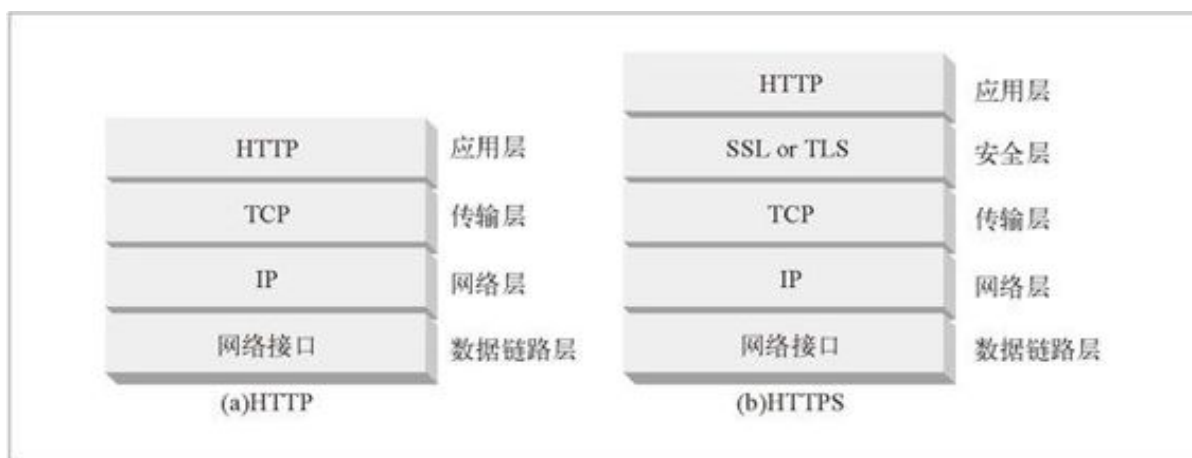 HTTP 应用层
TCP 传输层
IP 网络层
网络接口 数据链路层
(a)HTTP
HTTP 应用层
SSL or TLS 安全层
TCP 传输层
IP 网络层
网络接口 数据链路层
(b)HTTPS